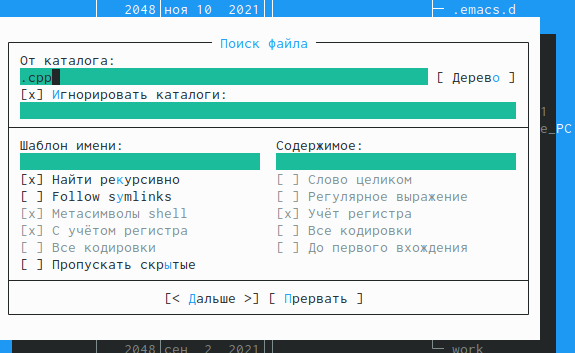 2048 ноя 10 2021 .emacs.d
Поиск файла
От каталога:
.cpp [ Дерево ]
[x] Игнорировать каталоги:
Шаблон имени: Содержимое:
[x] Найти рекурсивно [ ] Слово целиком
[ ] Follow symlinks [ ] Регулярное выражение
[x] Метасимволы shell [x] Учёт регистра
[x] С учётом регистра [ ] Все кодировки
[ ] Все кодировки [ ] До первого вхождения
[ ] Пропускать скрытые
[< Дальше >] [ Прервать ]
2048 сен 2 2021 work